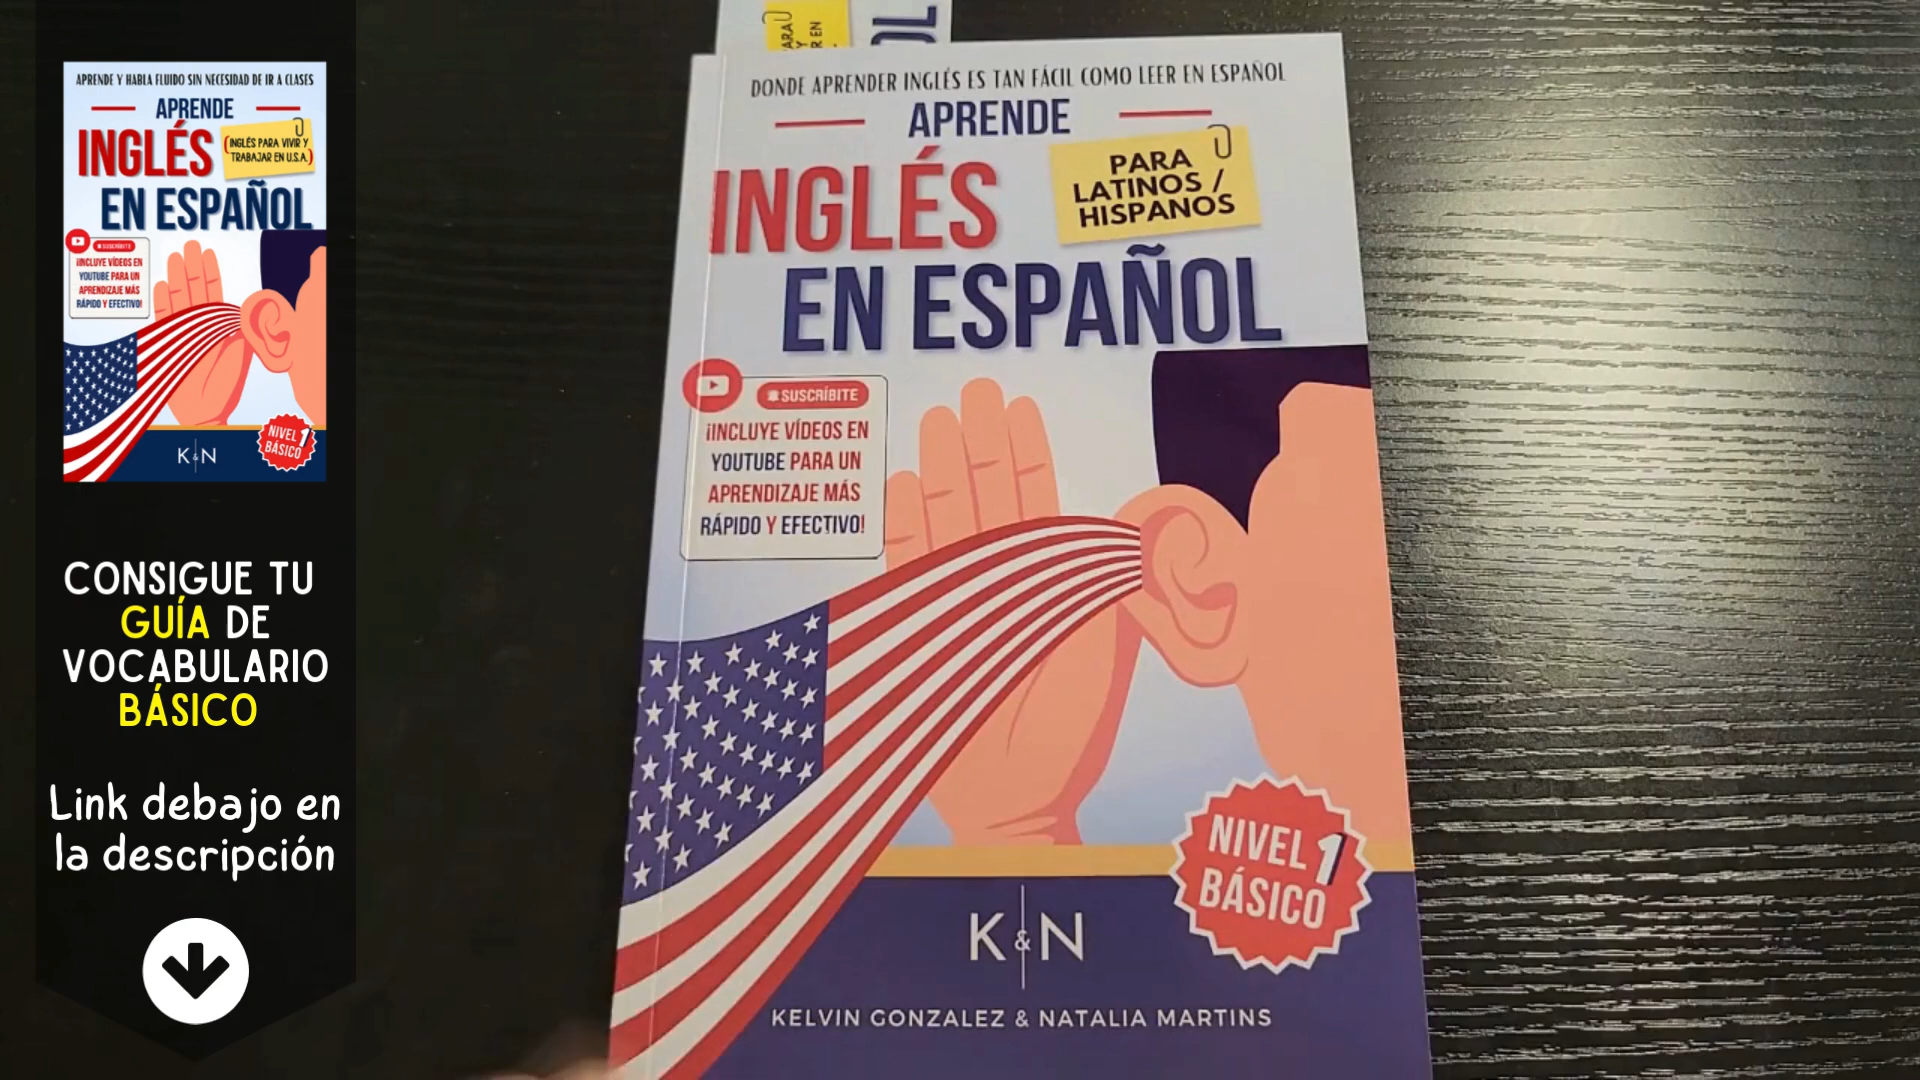 APRENDE Y HABLA FLUIDO SIN NECESIDAD DE IR A CLASES
APRENDE
INGLÉS
(INGLÉS PARA VIVIR Y
TRABAJAR EN U.S.A.)
EN ESPAÑOL
SUSCRÍBITE
¡INCLUYE VÍDEOS EN
YOUTUBE PARA UN
APRENDIZAJE MÁS
RÁPIDO Y EFECTIVO!
K&N
NIVEL 1
BÁSICO
CONSIGUE TU
GUÍA DE
VOCABULARIO
BÁSICO
Link debajo en
la descripción
DONDE APRENDER INGLÉS ES TAN FÁCIL COMO LEER EN ESPAÑOL
APRENDE
INGLÉS
PARA
LATINOS /
HISPANOS
EN ESPAÑOL
SUSCRÍBITE
¡INCLUYE VÍDEOS EN
YOUTUBE PARA UN
APRENDIZAJE MÁS
RÁPIDO Y EFECTIVO!
NIVEL 1
BÁSICO
K&N
KELVIN GONZALEZ & NATALIA MARTINS